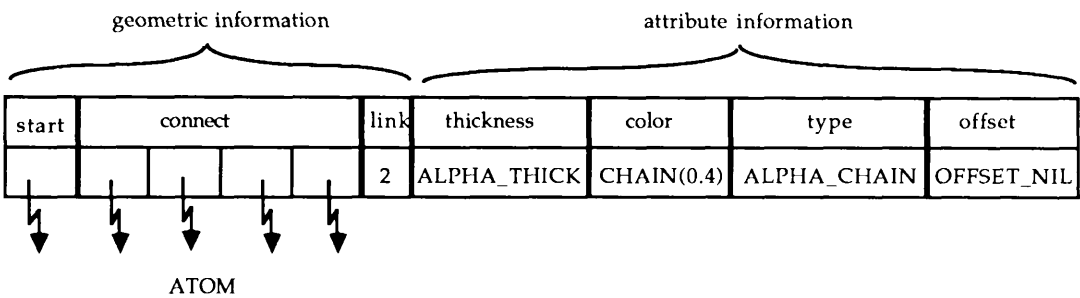 geometric information attribute information
start connect link thickness color type offset
2 ALPHA_THICK CHAIN(0.4) ALPHA_CHAIN OFFSET_NIL
ATOM